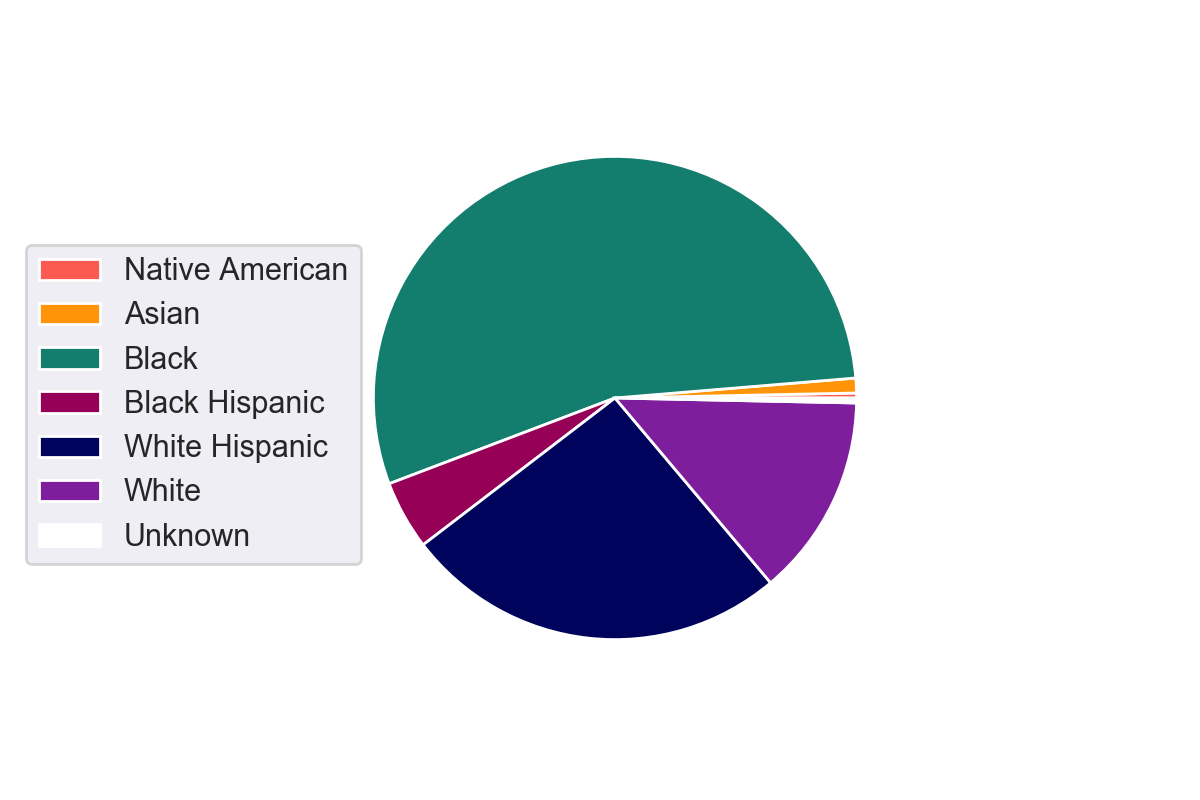 Native American
Asian
Black
Black Hispanic
White Hispanic
White
Unknown